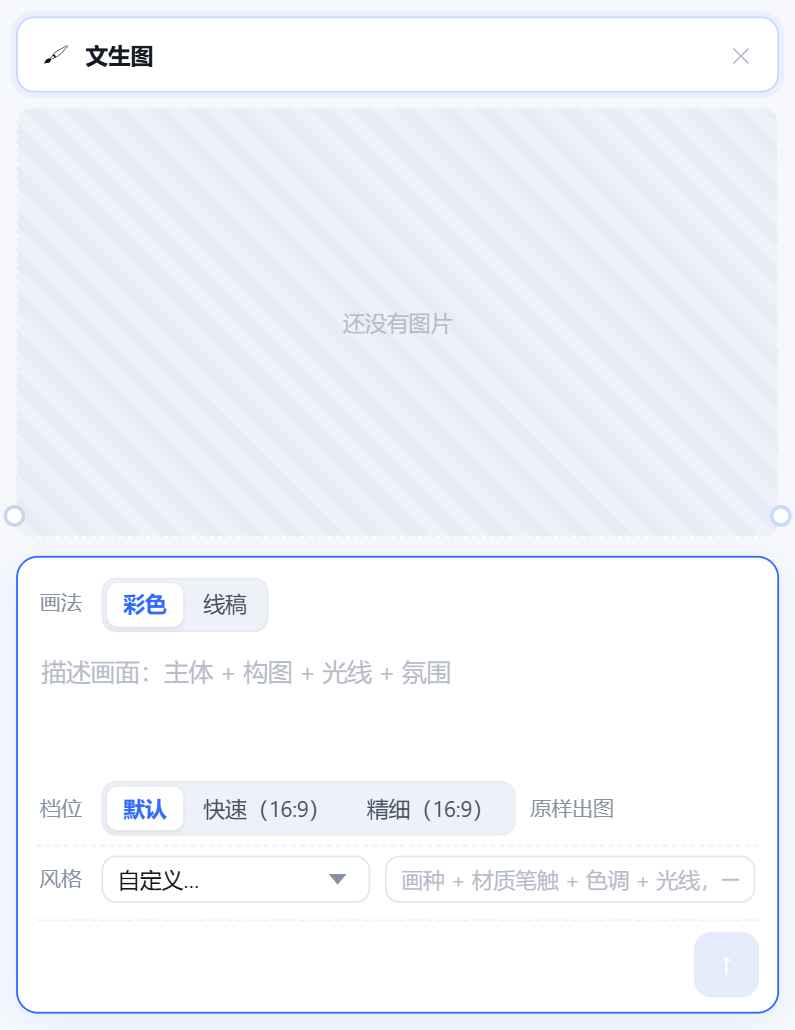 文生图
还没有图片
画法 彩色 线稿
描述画面：主体 + 构图 + 光线 + 氛围
档位 默认 快速（16:9） 精细（16:9） 原样出图
风格 自定义... 画种 + 材质笔触 + 色调 + 光线，一
↑